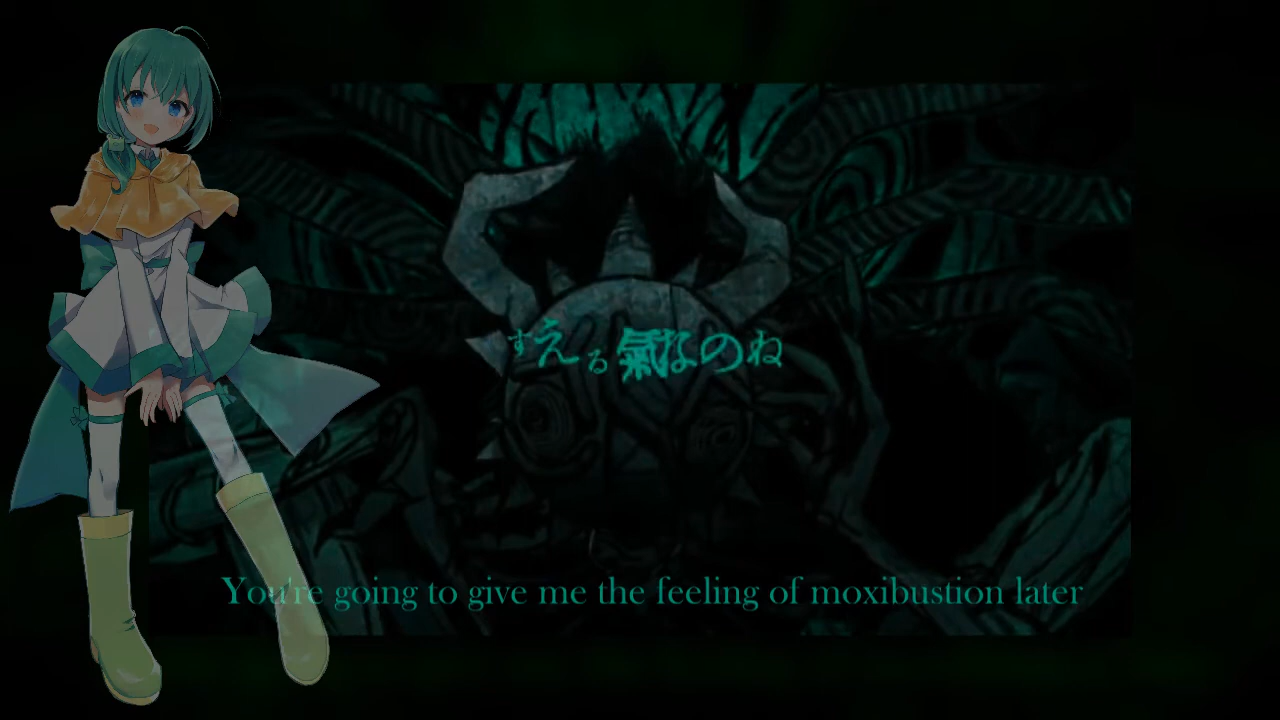 すえる氣なのね
You're going to give me the feeling of moxibustion later